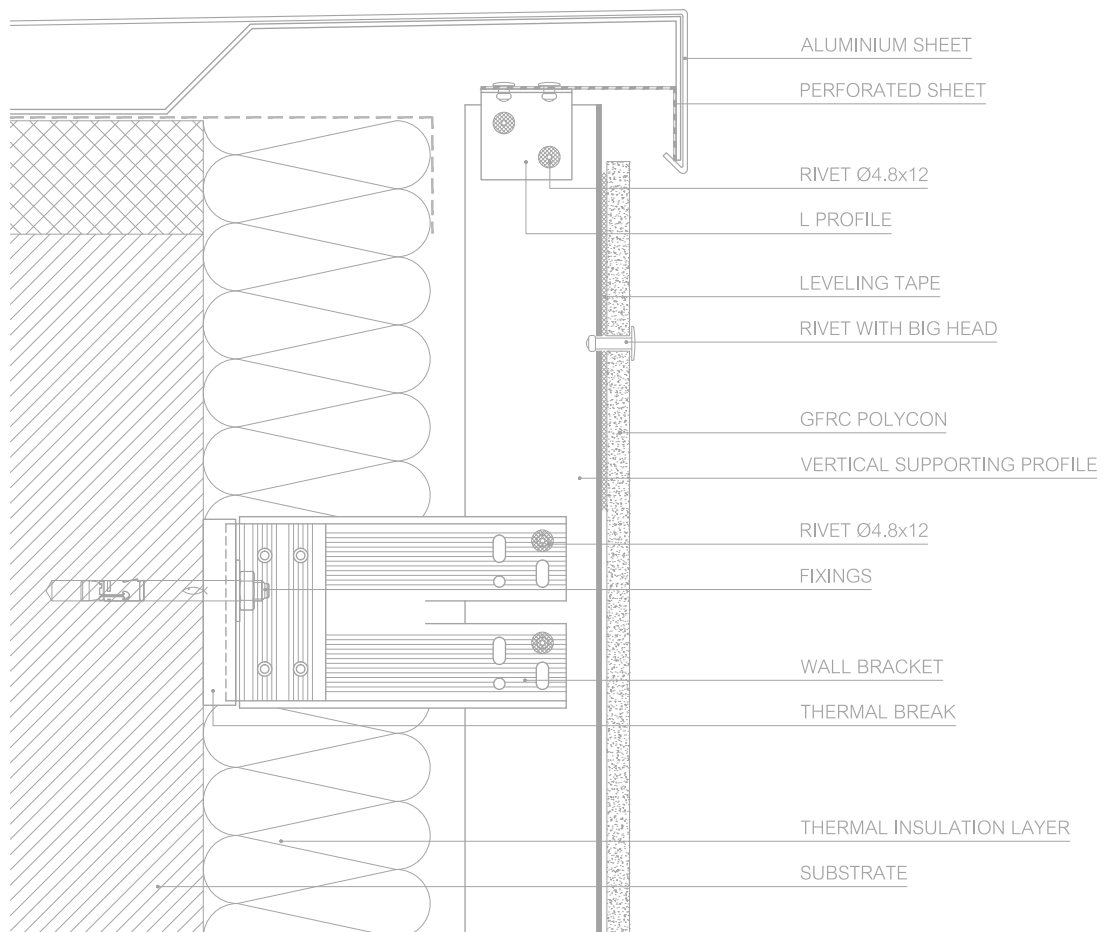 ALUMINIUM SHEET
PERFORATED SHEET
RIVET Ø4.8x12
L PROFILE
LEVELING TAPE
RIVET WITH BIG HEAD
GFRC POLYCON
VERTICAL SUPPORTING PROFILE
RIVET Ø4.8x12
FIXINGS
WALL BRACKET
THERMAL BREAK
THERMAL INSULATION LAYER
SUBSTRATE